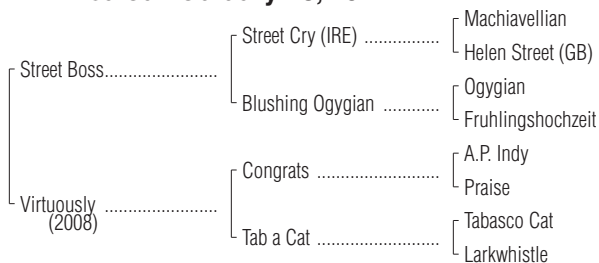 Machiavellian
Street Cry (IRE) ................
Helen Street (GB)
Street Boss........................
Ogygian
Blushing Ogygian ............
Fruhlingshochzeit
A.P. Indy
Congrats ..........................
Praise
Virtuously ........................
(2008)
Tabasco Cat
Tab a Cat ..........................
Larkwhistle